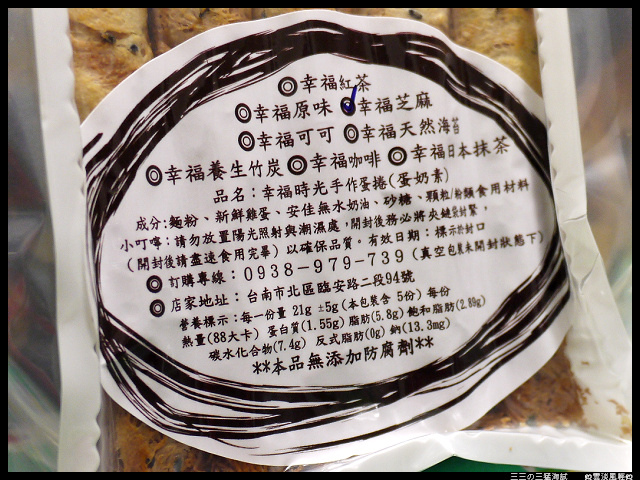 ◎幸福紅茶
◎幸福原味 ◎幸福芝麻
◎幸福可可 ◎幸福天然海苔
◎幸福養生竹炭 ◎幸福咖啡 ◎幸福日本抹茶
品名：幸福時光手作蛋捲(蛋奶素)
成分:麵粉、新鮮雞蛋、安佳無水奶油、砂糖、顆粒/粉類食用材料
小叮嚀：請勿放置陽光照射與潮濕處，開封後務必將夾鏈袋封緊，
(開封後請盡速食用完畢)以確保品質。有效日期：標示於封口
◎訂購專線：0938-979-739(真空包裝未開封狀態下)
◎店家地址：台南市北區臨安路二段94號
營養標示：每一份量 21g ±5g(本包裝含 5份)每份
熱量(88大卡) 蛋白質(1.55g) 脂肪(5.8g) 飽和脂肪(2.89g)
碳水化合物(7.4g) 反式脂肪(0g) 鈉(13.3mg)
**本品無添加防腐劑**
三三の三猛海賊 雲淡風輕